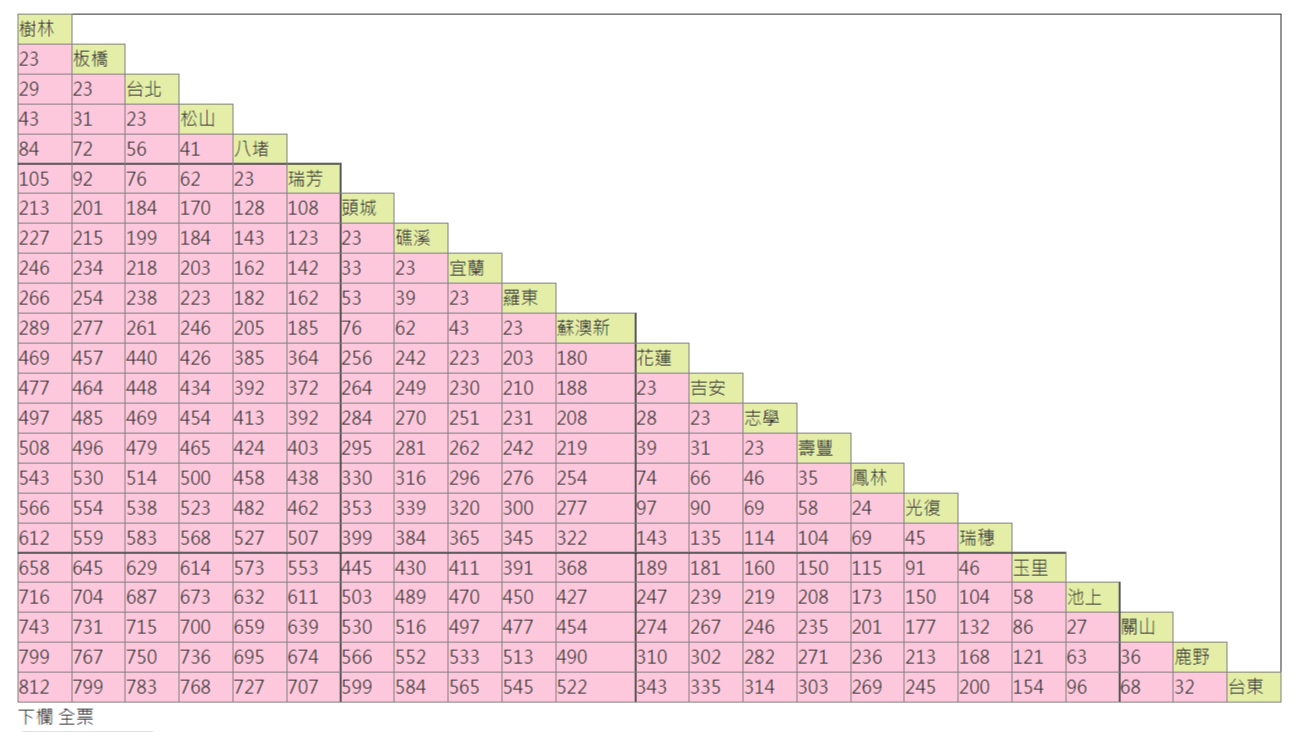 樹林
23 板橋
29 23 台北
43 31 23 松山
84 72 56 41 八堵
105 92 76 62 23 瑞芳
213 201 184 170 128 108 頭城
227 215 199 184 143 123 23 礁溪
246 234 218 203 162 142 33 23 宜蘭
266 254 238 223 182 162 53 39 23 羅東
289 277 261 246 205 185 76 62 43 23 蘇澳新
469 457 440 426 385 364 256 242 223 203 180 花蓮
477 464 448 434 392 372 264 249 230 210 188 23 吉安
497 485 469 454 413 392 284 270 251 231 208 28 23 志學
508 496 479 465 424 403 295 281 262 242 219 39 31 23 壽豐
543 530 514 500 458 438 330 316 296 276 254 74 66 46 35 鳳林
566 554 538 523 482 462 353 339 320 300 277 97 90 69 58 24 光復
612 559 583 568 527 507 399 384 365 345 322 143 135 114 104 69 45 瑞穗
658 645 629 614 573 553 445 430 411 391 368 189 181 160 150 115 91 46 玉里
716 704 687 673 632 611 503 489 470 450 427 247 239 219 208 173 150 104 58 池上
743 731 715 700 659 639 530 516 497 477 454 274 267 246 235 201 177 132 86 27 關山
799 767 750 736 695 674 566 552 533 513 490 310 302 282 271 236 213 168 121 63 36 鹿野
812 799 783 768 727 707 599 584 565 545 522 343 335 314 303 269 245 200 154 96 68 32 台東
下欄 全票